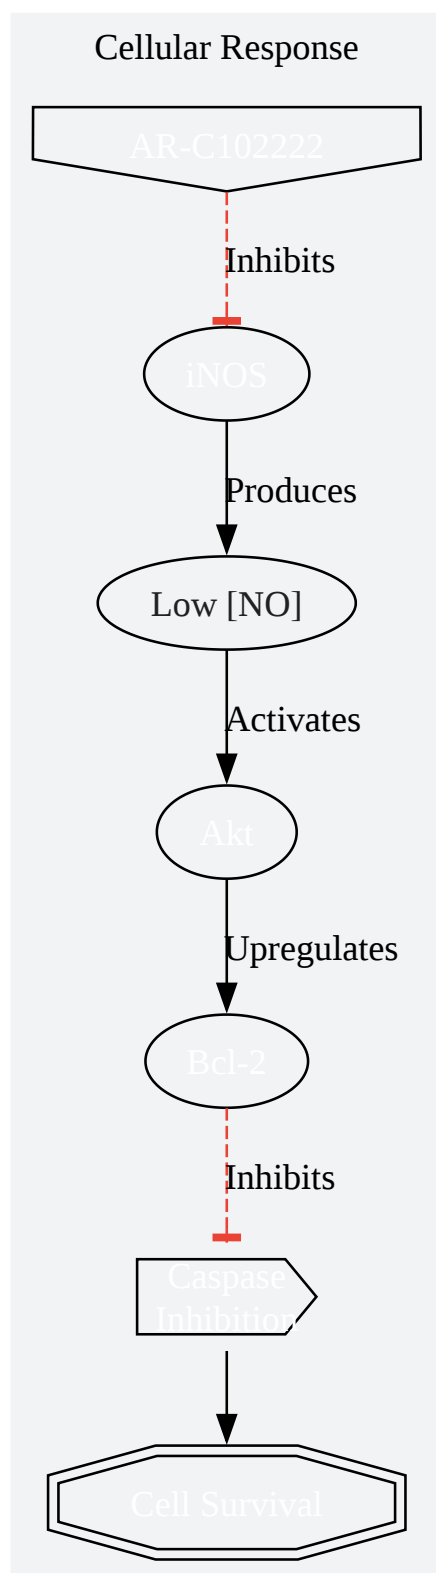 Cellular Response
AR-C102222
Inhibits
iNOS
Produces
Low [NO]
Activates
Akt
Upregulates
Bcl-2
Inhibits
Caspase
Inhibition
Cell Survival